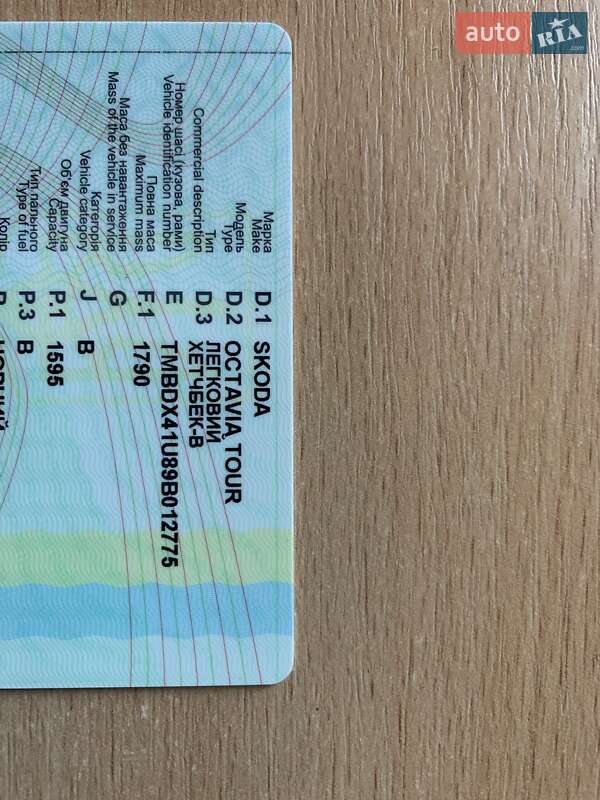 auto RIA.com
Марка D.1 SKODA
Make
Модель D.2 OCTAVIA TOUR
Type
Тип D.3 ЛЕГКОВИЙ
Commercial description ХЕТЧБЕК-В
Номер шасі (кузова, рами) E TMBDX41U89B012775
Vehicle identification number
Повна маса F.1 1790
Maximum mass
Маса без навантаження G
Mass of the vehicle in service
Категорія J B
Vehicle category
Об'єм двигуна P.1 1595
Capacity
Тип пального P.3 B
Type of fuel
Колір